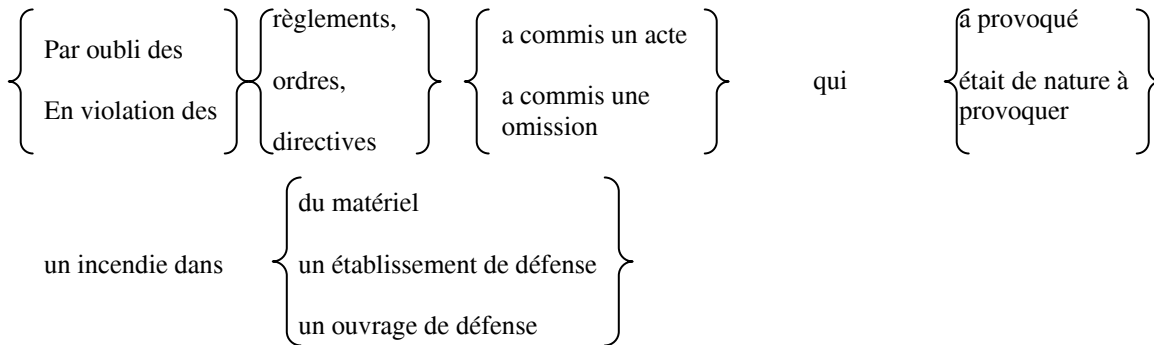 Par oubli des
En violation des
règlements,
ordres,
directives
a commis un acte
a commis une
omission
qui
a provoqué
était de nature à
provoquer
un incendie dans
du matériel
un établissement de défense
un ouvrage de défense